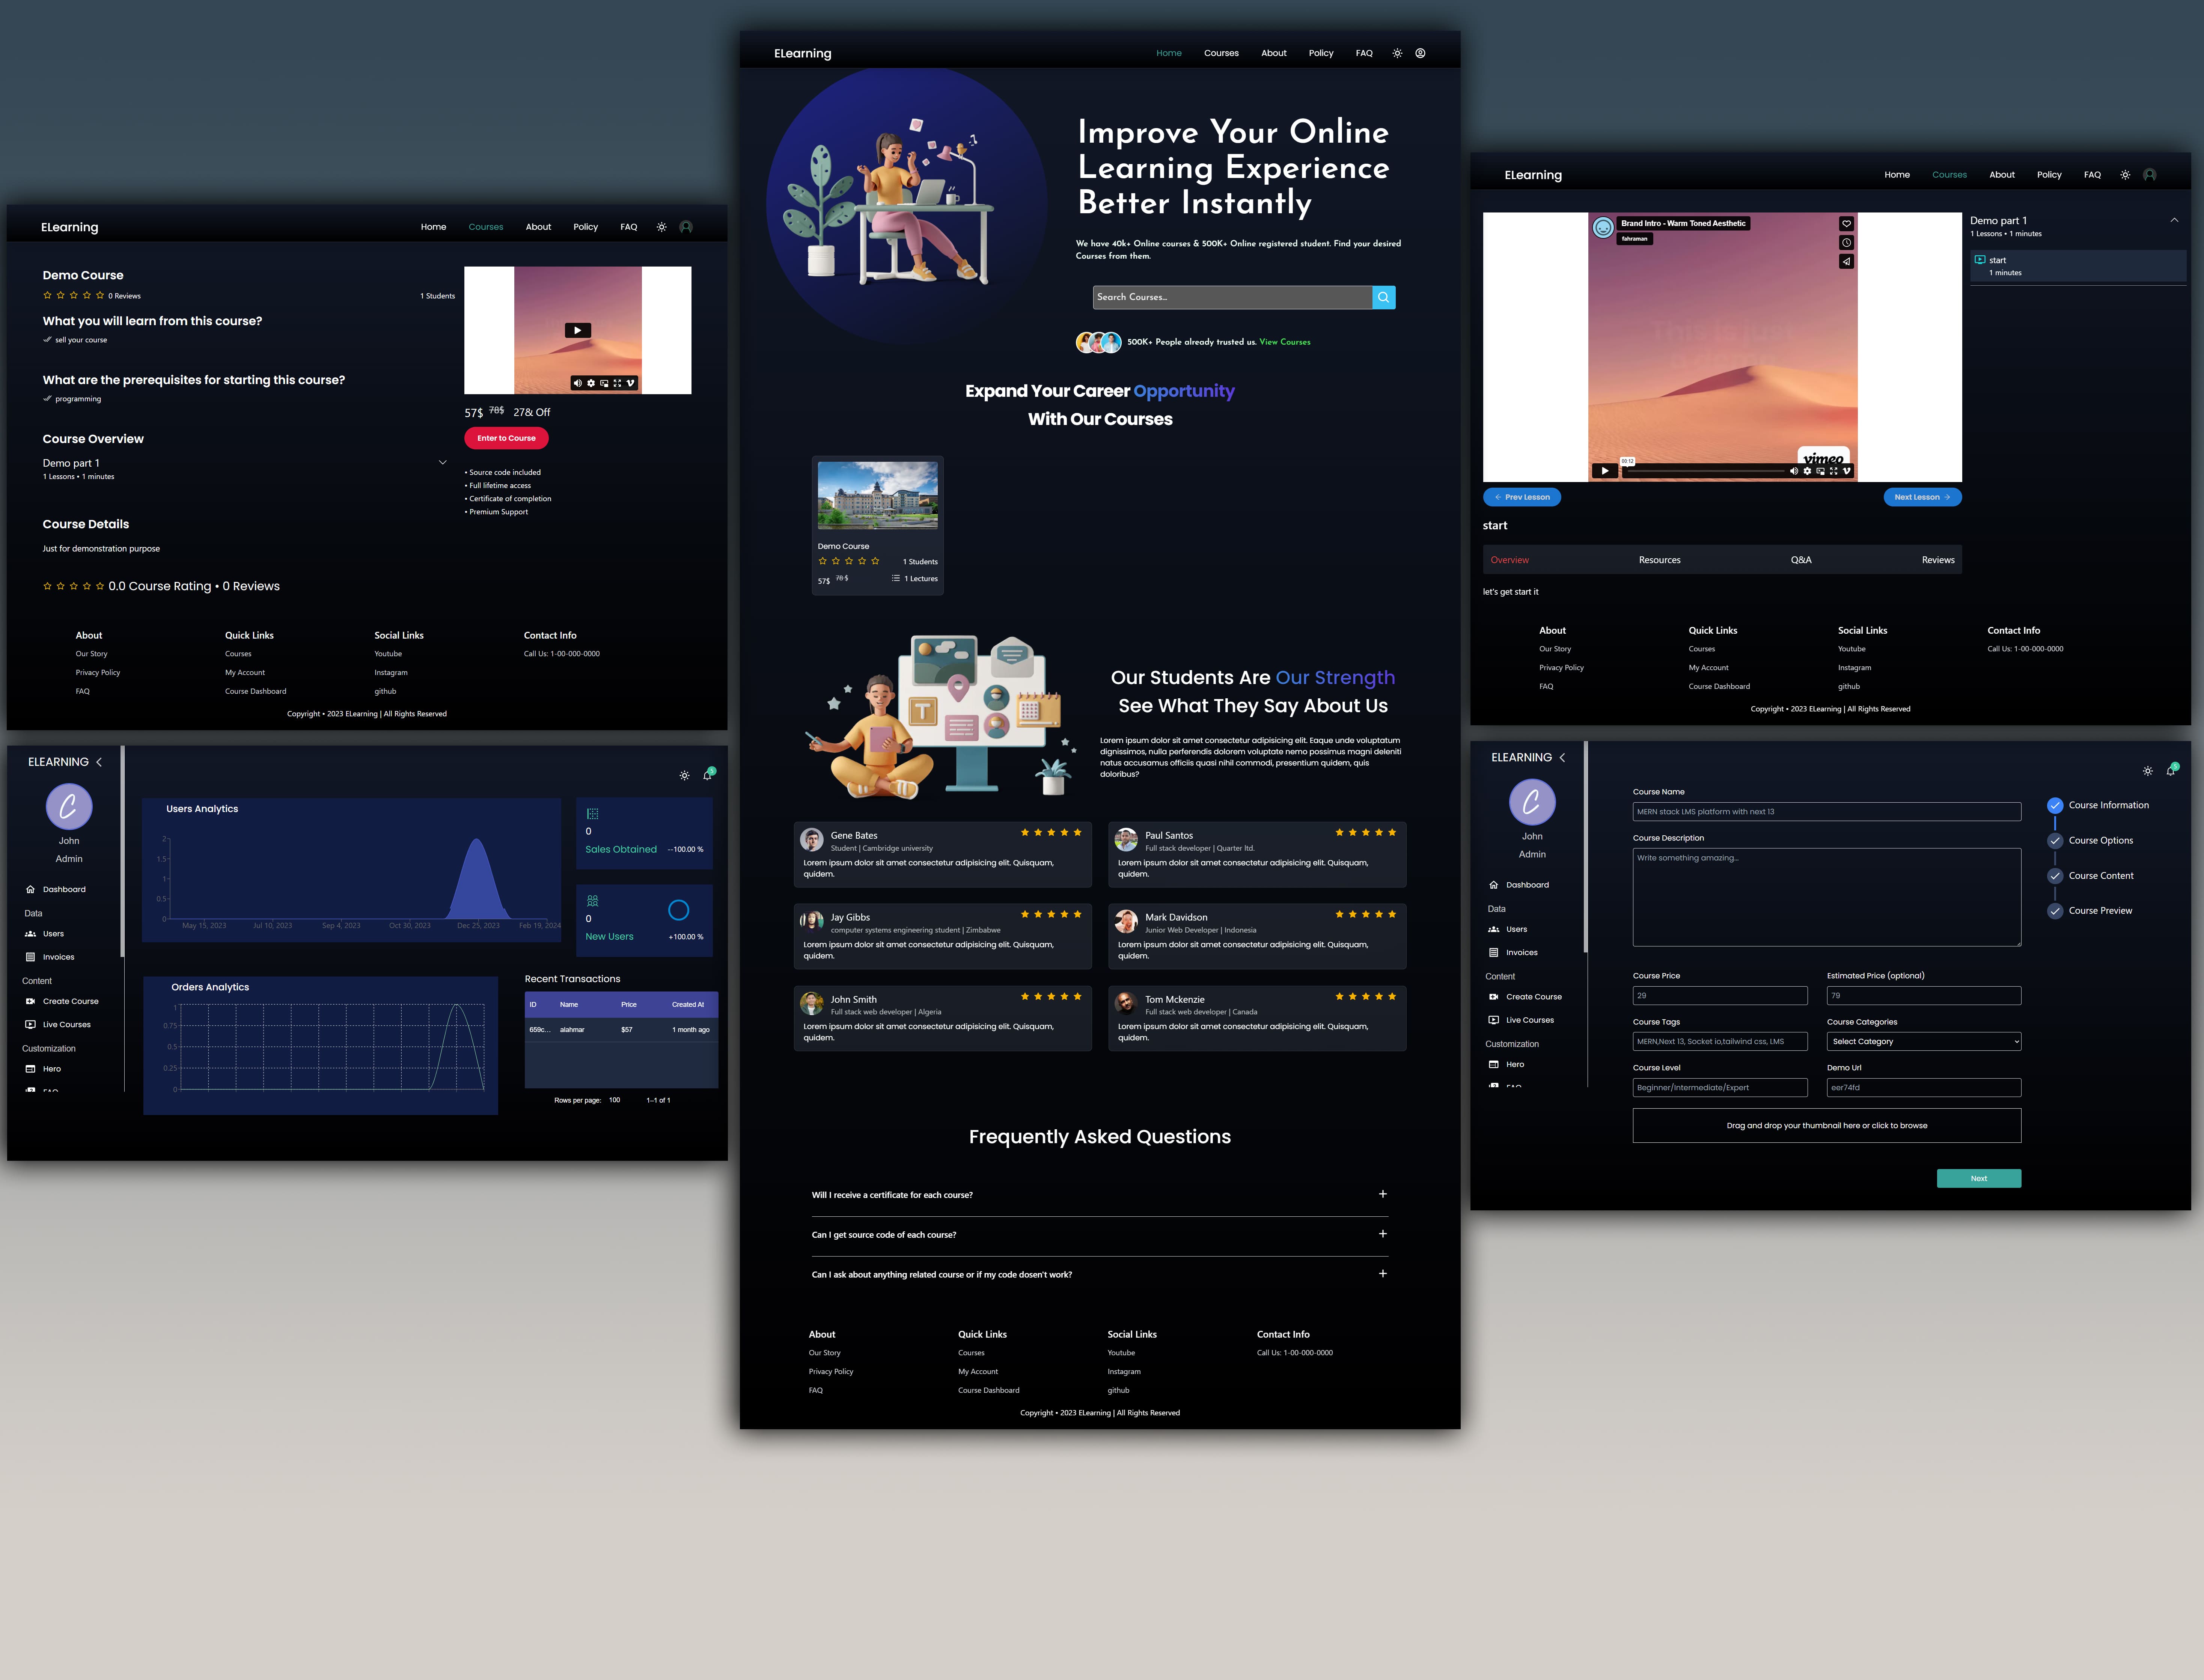 ELearning
Home Courses About Policy FAQ
Improve Your Online
Learning Experience
Better Instantly
We have 40k+ Online courses & 500K+ Online registered student. Find your desired
Courses from them.
Search Courses...
500K+ People already trusted us. View Courses
Expand Your Career Opportunity
With Our Courses
Demo Course
1 Students
57$ 78$ 1 Lectures
Our Students Are Our Strength
See What They Say About Us
Lorem ipsum dolor sit amet consectetur adipisicing elit. Eaque unde voluptatum
dignissimos, nulla perferendis dolorem voluptate nemo possimus magni deleniti
natus accusamus officiis quasi nihil commodi, presentium quidem, quis
doloribus?
Gene Bates
Student | Cambridge university
Lorem ipsum dolor sit amet consectetur adipisicing elit. Quisquam,
quidem.
Paul Santos
Full stack developer | Quarter ltd.
Lorem ipsum dolor sit amet consectetur adipisicing elit. Quisquam,
quidem.
Jay Gibbs
computer systems engineering student | Zimbabwe
Lorem ipsum dolor sit amet consectetur adipisicing elit. Quisquam,
quidem.
Mark Davidson
Junior Web Developer | Indonesia
Lorem ipsum dolor sit amet consectetur adipisicing elit. Quisquam,
quidem.
John Smith
Full stack web developer | Algeria
Lorem ipsum dolor sit amet consectetur adipisicing elit. Quisquam,
quidem.
Tom Mckenzie
Full stack web developer | Canada
Lorem ipsum dolor sit amet consectetur adipisicing elit. Quisquam,
quidem.
Frequently Asked Questions
Will I receive a certificate for each course?
Can I get source code of each course?
Can I ask about anything related course or if my code dosen't work?
About Quick Links Social Links Contact Info
Our Story Courses Youtube Call Us: 1-00-000-0000
Privacy Policy My Account Instagram
FAQ Course Dashboard github
Copyright • 2023 ELearning | All Rights Reserved
ELearning
Home Courses About Policy FAQ
Demo Course
0 Reviews 1 Students
What you will learn from this course?
sell your course
What are the prerequisites for starting this course?
programming
Course Overview
Demo part 1
1 Lessons • 1 minutes
Course Details
Just for demonstration purpose
0.0 Course Rating • 0 Reviews
57$ 78$ 27& Off
Enter to Course
• Source code included
• Full lifetime access
• Certificate of completion
• Premium Support
About Quick Links Social Links Contact Info
Our Story Courses Youtube Call Us: 1-00-000-0000
Privacy Policy My Account Instagram
FAQ Course Dashboard github
Copyright • 2023 ELearning | All Rights Reserved
ELEARNING
John
Admin
Dashboard
Data
Users
Invoices
Content
Create Course
Live Courses
Customization
Hero
FAQ
5
Users Analytics
2
1.5
1
0.5
0
May 15, 2023 Jul 10, 2023 Sep 4, 2023 Oct 30, 2023 Dec 25, 2023 Feb 19, 2024
0
Sales Obtained --100.00 %
0
New Users +100.00 %
Orders Analytics
1
0.75
0.5
0.25
0
Recent Transactions
ID Name Price Created At
659c... alahmar $57 1 month ago
Rows per page: 100 1–1 of 1
ELearning
Home Courses About Policy FAQ
Brand Intro - Warm Toned Aesthetic
fahraman
vimeo
00:12
Prev Lesson Next Lesson
Demo part 1
1 Lessons • 1 minutes
start
1 minutes
start
Overview Resources Q&A Reviews
let's get start it
About Quick Links Social Links Contact Info
Our Story Courses Youtube Call Us: 1-00-000-0000
Privacy Policy My Account Instagram
FAQ Course Dashboard github
Copyright • 2023 ELearning | All Rights Reserved
ELEARNING
John
Admin
Dashboard
Data
Users
Invoices
Content
Create Course
Live Courses
Customization
Hero
FAQ
5
Course Name
MERN stack LMS platform with next 13
Course Description
Write something amazing...
Course Price Estimated Price (optional)
29 79
Course Tags Course Categories
MERN,Next 13, Socket io,tailwind css, LMS Select Category
Course Level Demo Url
Beginner/Intermediate/Expert eer74fd
Drag and drop your thumbnail here or click to browse
Next
Course Information
Course Options
Course Content
Course Preview